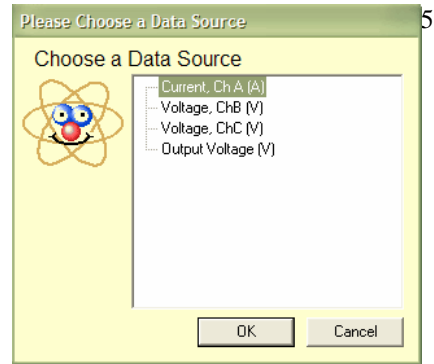 Please Choose a Data Source
5
Choose a Data Source
Current, Ch A (A)
Voltage, ChB (V)
Voltage, ChC (V)
Output Voltage (V)
OK
Cancel